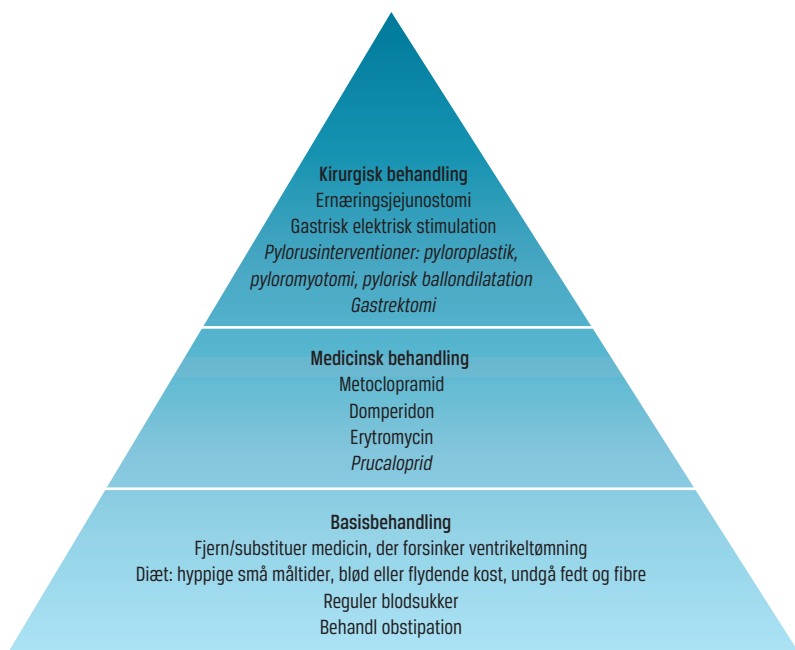 Kirurgisk behandling
Ernæringsjejunostomi
Gastrisk elektrisk stimulation
Pylorusinterventioner: pyloroplastik,
pyloromyotomi, pylorisk ballondilatation
Gastrektomi
Medicinsk behandling
Metoclopramid
Domperidon
Erytromycin
Prucaloprid
Basisbehandling
Fjern/substituer medicin, der forsinker ventrikeltømning
Diæt: hyppige små måltider, blød eller flydende kost, undgå fedt og fibre
Reguler blodsukker
Behandl obstipation